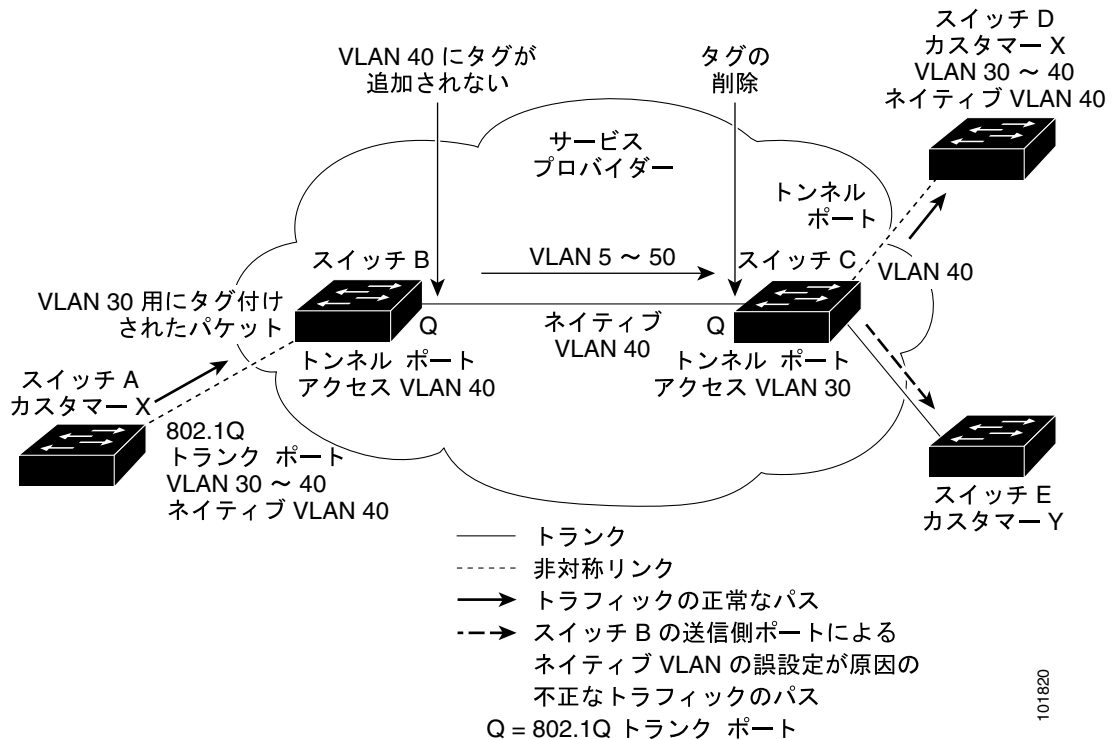 スイッチ D
カスタマー X
VLAN 30 ～ 40
ネイティブ VLAN 40
VLAN 40 にタグが
追加されない
タグの
削除
サービス
プロバイダー
トンネル
ポート
スイッチ B
VLAN 5 ～ 50
スイッチ C
VLAN 40
VLAN 30 用にタグ付け
されたパケット
Q
ネイティブ
VLAN 40
Q
トンネル ポート
アクセス VLAN 40
トンネル ポート
アクセス VLAN 30
スイッチ A
カスタマー X
802.1Q
トランク ポート
VLAN 30 ～ 40
ネイティブ VLAN 40
スイッチ E
カスタマー Y
トランク
非対称リンク
トラフィックの正常なパス
スイッチ B の送信側ポートによる
ネイティブ VLAN の誤設定が原因の
不正なトラフィックのパス
Q = 802.1Q トランク ポート
101820